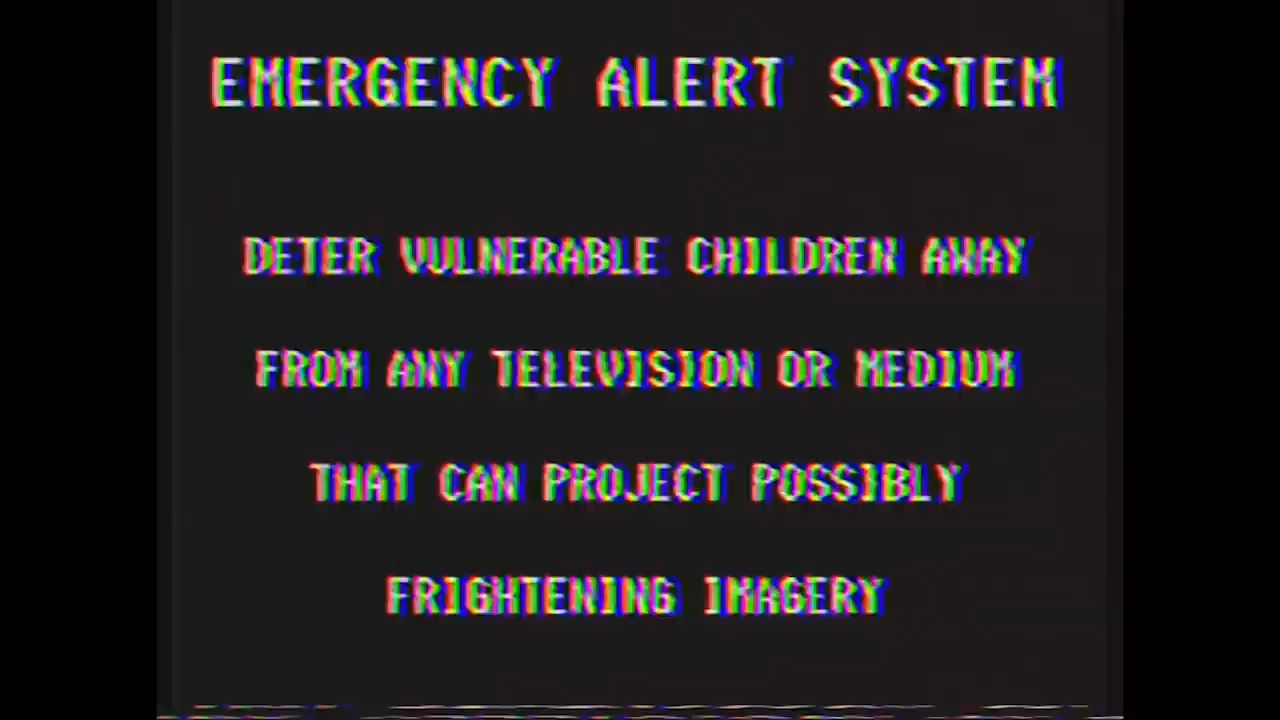 EMERGENCY ALERT SYSTEM
DETER VULNERABLE CHILDREN AWAY
FROM ANY TELEVISION OR MEDIUM
THAT CAN PROJECT POSSIBLY
FRIGHTENING IMAGERY